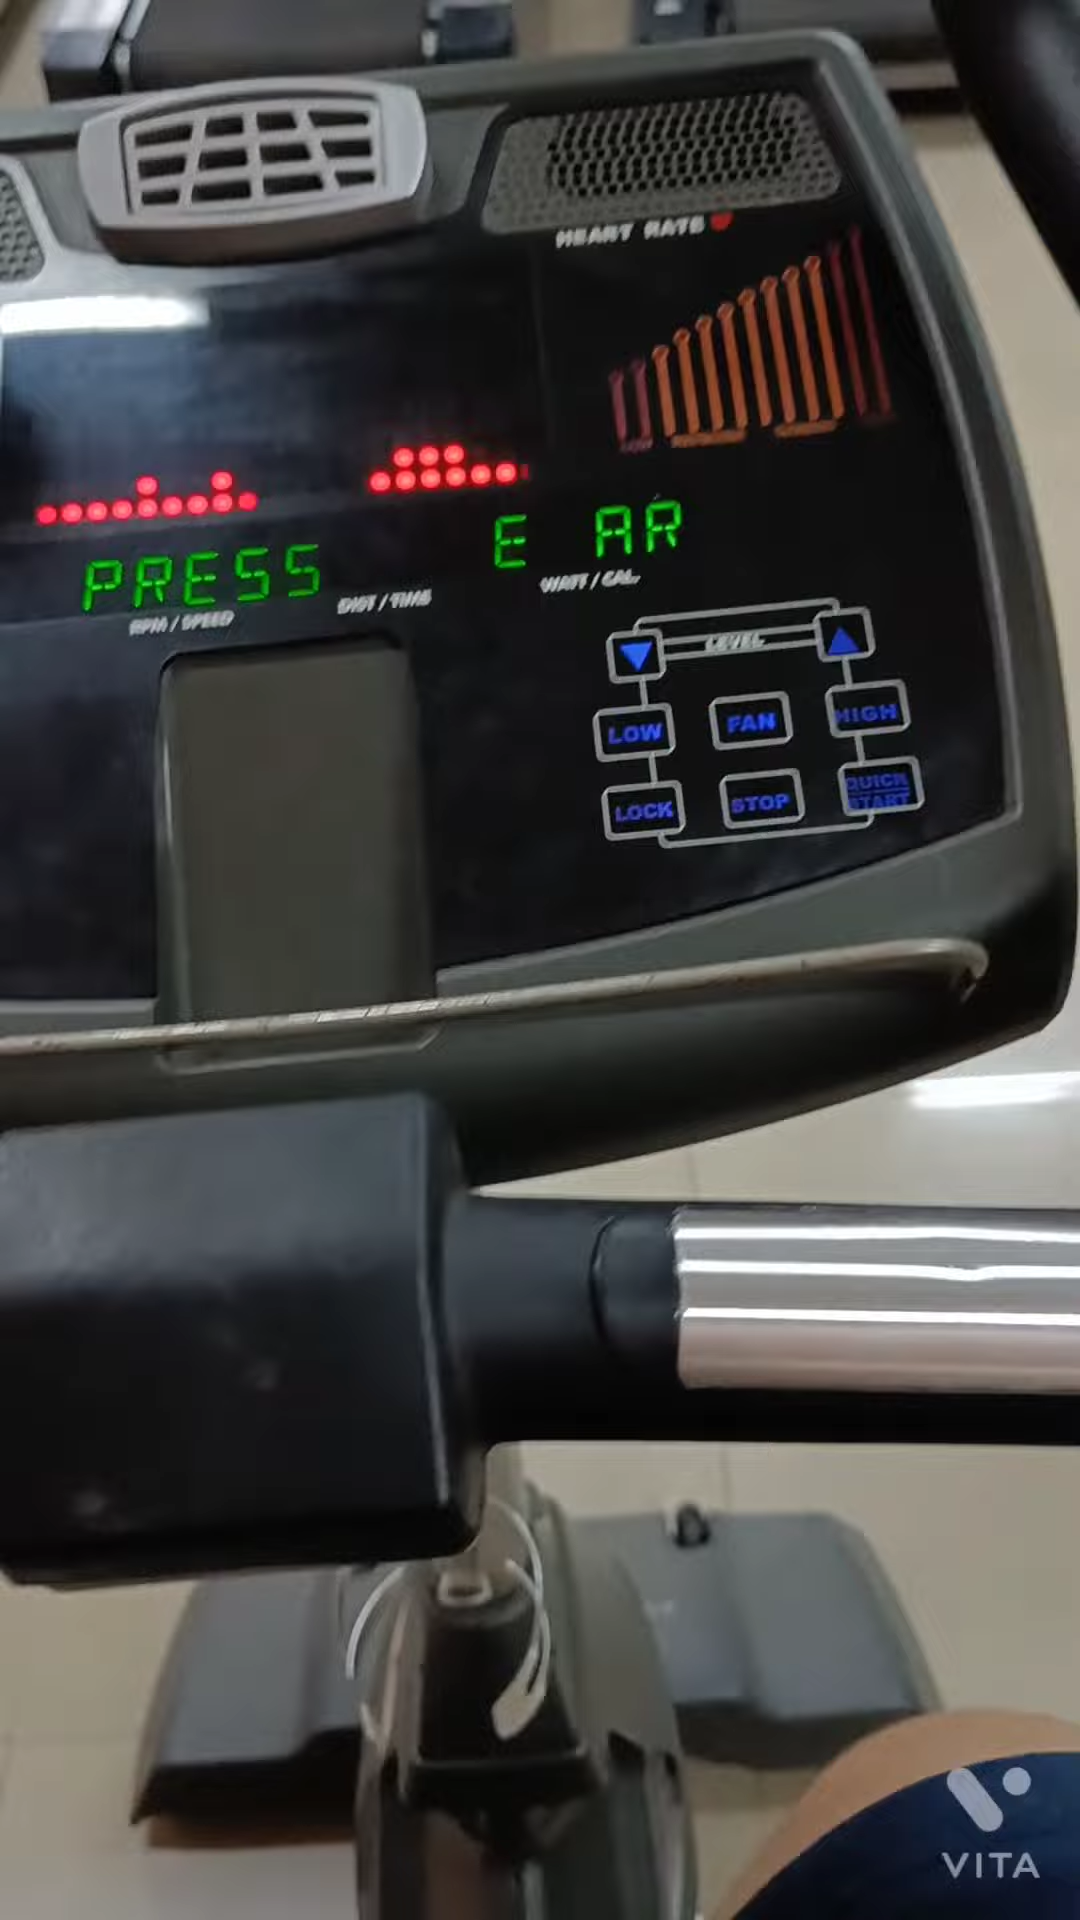 HEART RATE
PRESS E AR
RPM / SPEED DIST / TIME WATT / CAL.
LEVEL
LOW FAN HIGH
LOCK STOP QUICK START
VITA